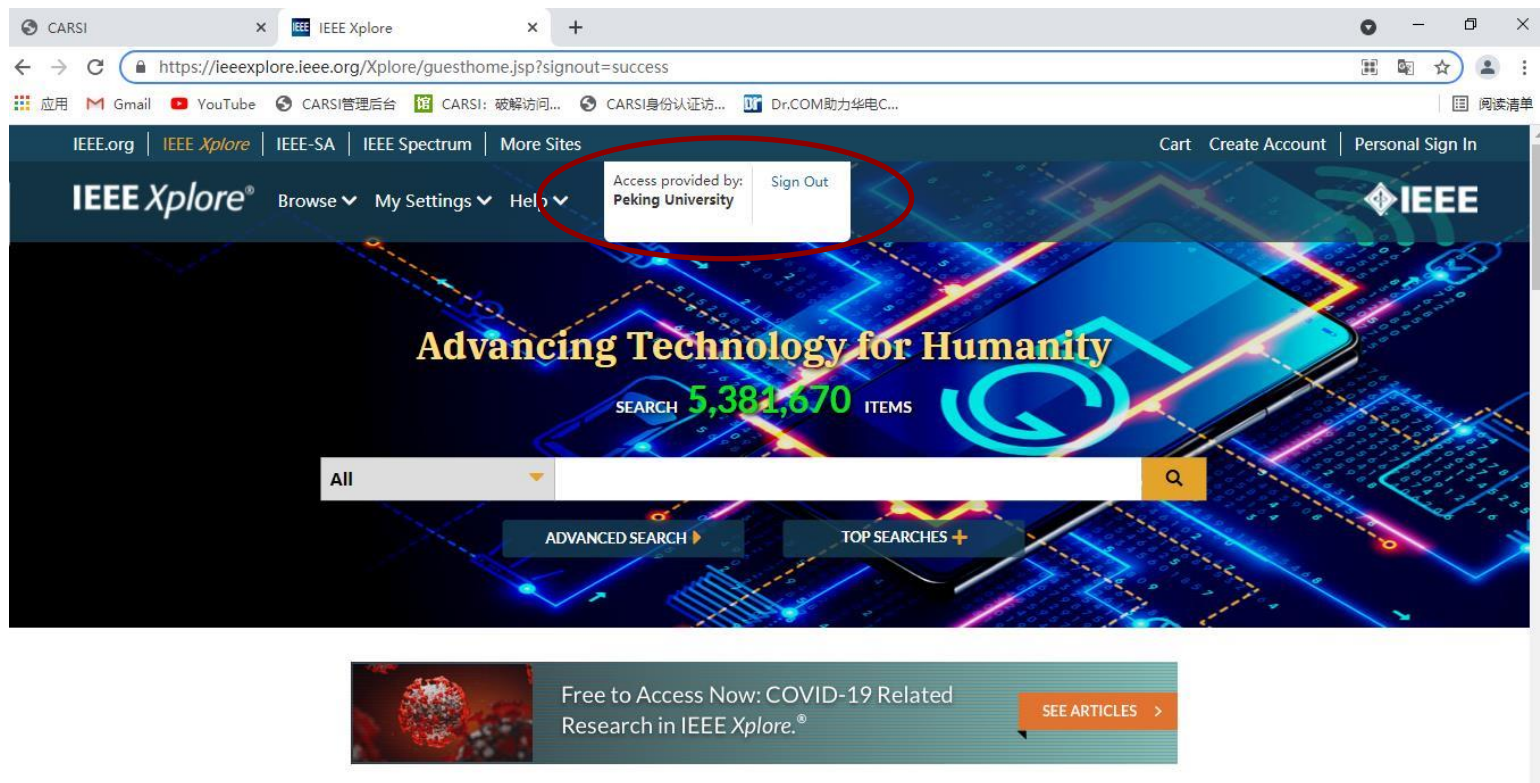 CARSI
IEEE IEEE Xplore
https://ieeexplore.ieee.org/Xplore/guesthome.jsp?signout=success
应用 Gmail YouTube CARSI管理后台 馆 CARSI：破解访问... CARSI身份认证访... Dr.COM助力华电C... 阅读清单
IEEE.org | IEEE Xplore | IEEE-SA | IEEE Spectrum | More Sites Cart Create Account | Personal Sign In
IEEE Xplore® Browse My Settings Help
Access provided by: Sign Out
Peking University
IEEE
Advancing Technology for Humanity
SEARCH 5,381,670 ITEMS
All
ADVANCED SEARCH TOP SEARCHES
Free to Access Now: COVID-19 Related
Research in IEEE Xplore.®
SEE ARTICLES >